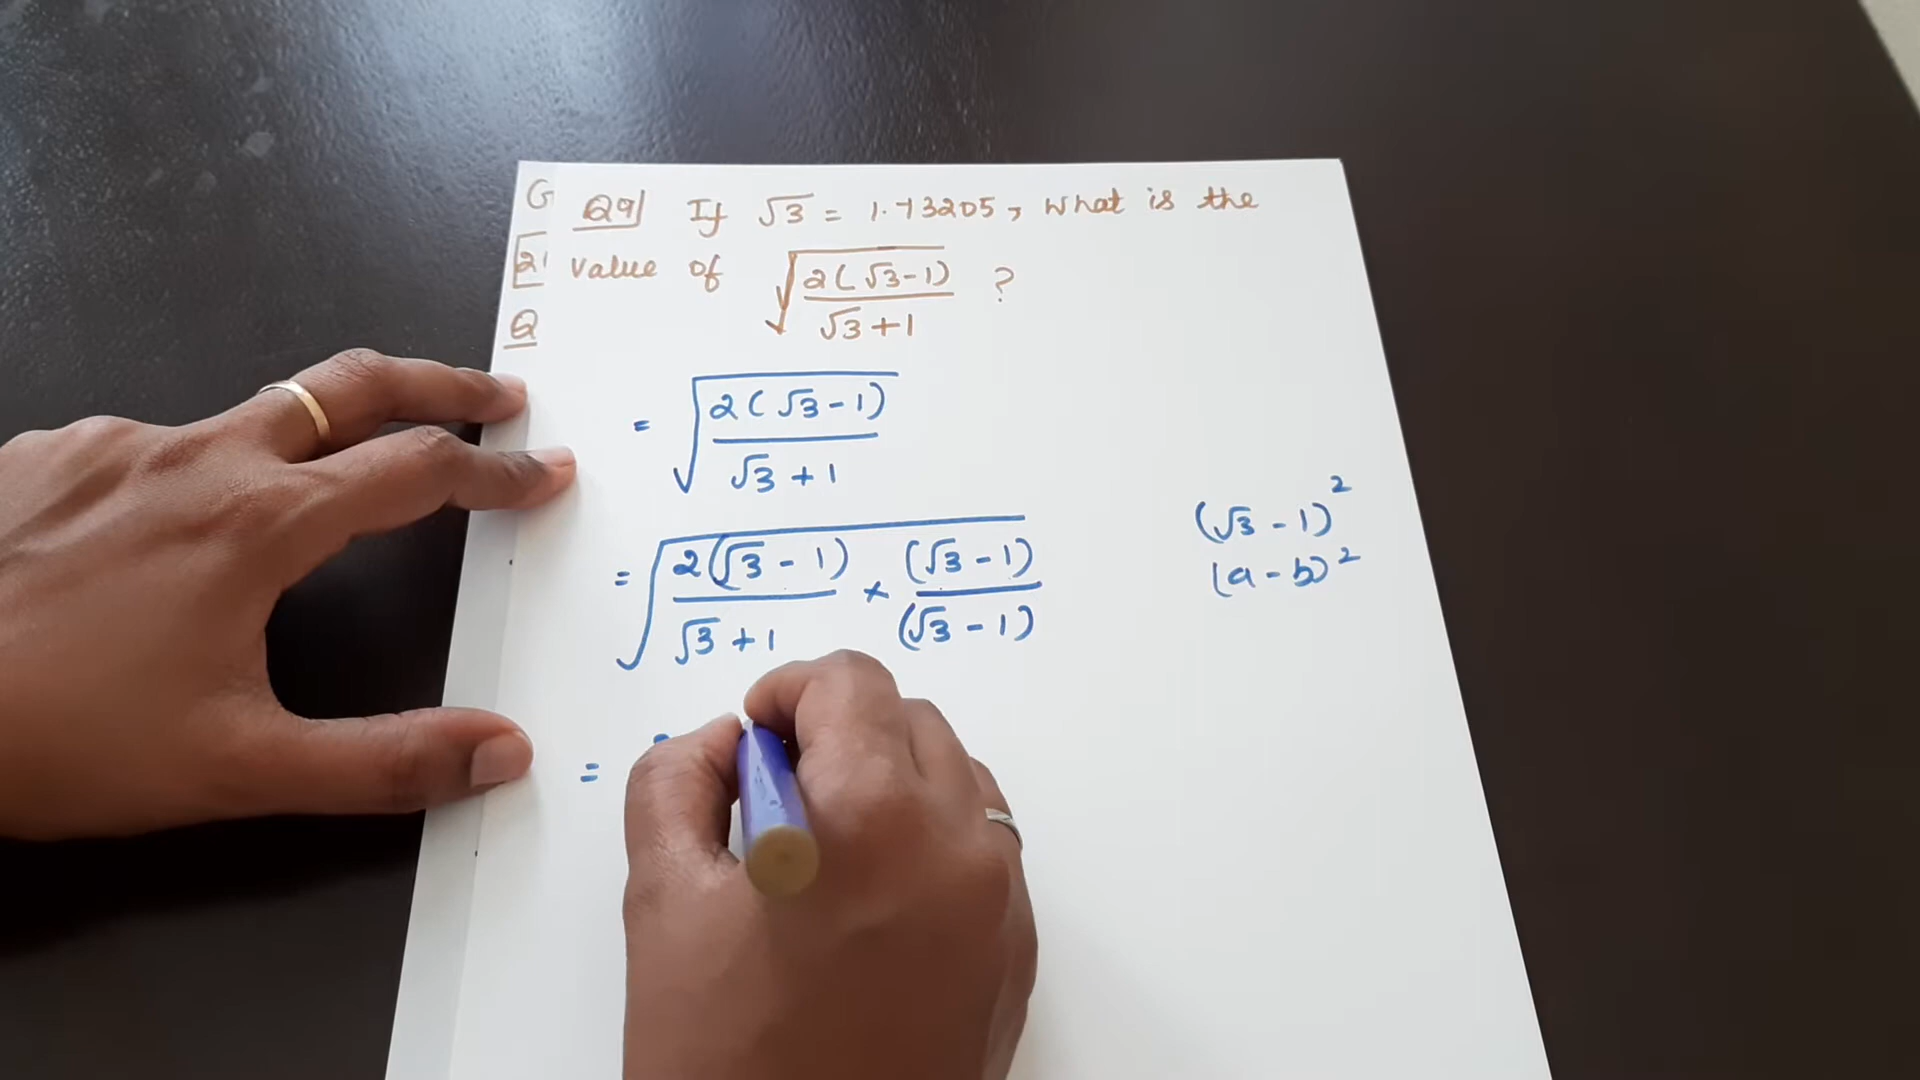 G
Q9) If √3 = 1.73205, what is the
2
value of √(2(√3-1)/(√3+1)) ?
Q
= √(2(√3-1)/(√3+1))
= √(2(√3-1)/(√3+1) × (√3-1)/(√3-1))
(√3-1)²
(a-b)²
=